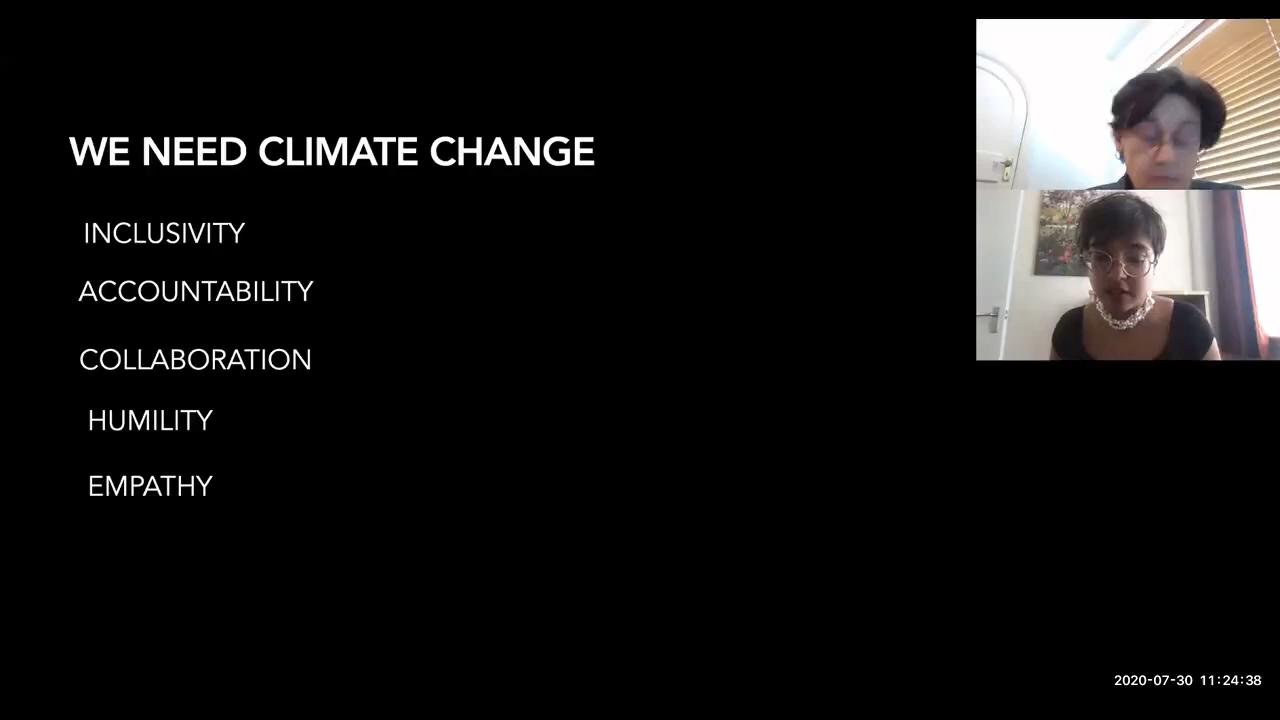 WE NEED CLIMATE CHANGE
INCLUSIVITY
ACCOUNTABILITY
COLLABORATION
HUMILITY
EMPATHY
2020-07-30 11:24:38